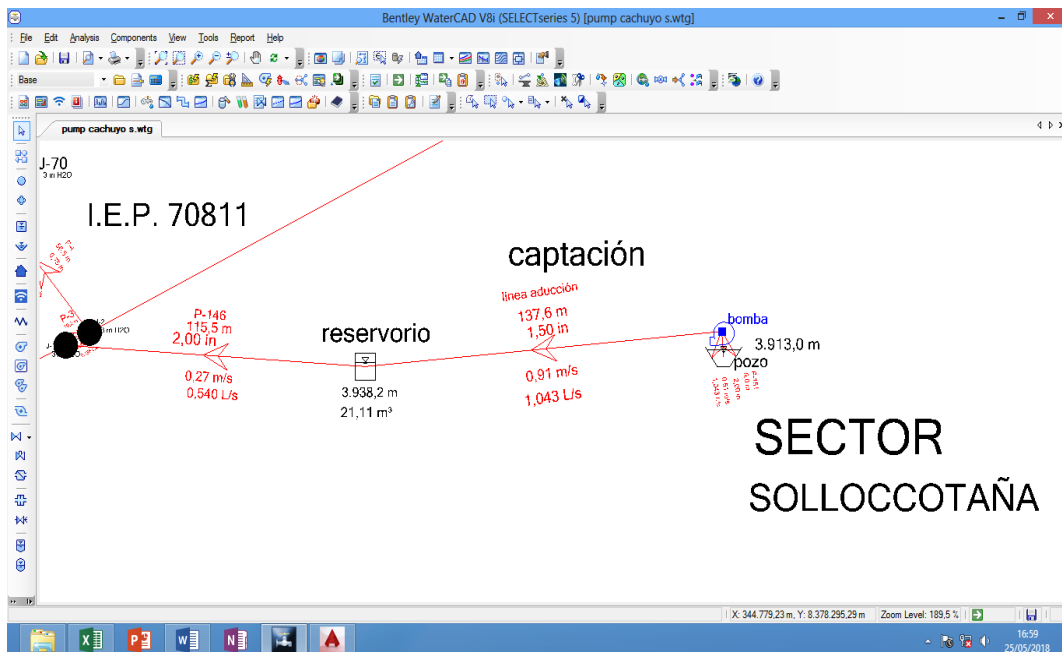 Bentley WaterCAD V8i (SELECTseries 5) [pump cachuyo s.wtg]
File Edit Analysis Components View Tools Report Help
Base
pump cachuyo s.wtg
J-70
3 m H2O
I.E.P. 70811
captación
línea aducción
137,6 m
1,50 in
P-146
115,5 m
2,00 in
reservorio
bomba
3.913,0 m
pozo
0,27 m/s
0,540 L/s
3.938,2 m
21,11 m³
0,91 m/s
1,043 L/s
SECTOR
SOLLOCCOTAÑA
X: 344.779,23 m, Y: 8.378.295,29 m Zoom Level: 189,5 %
16:59
25/05/2018